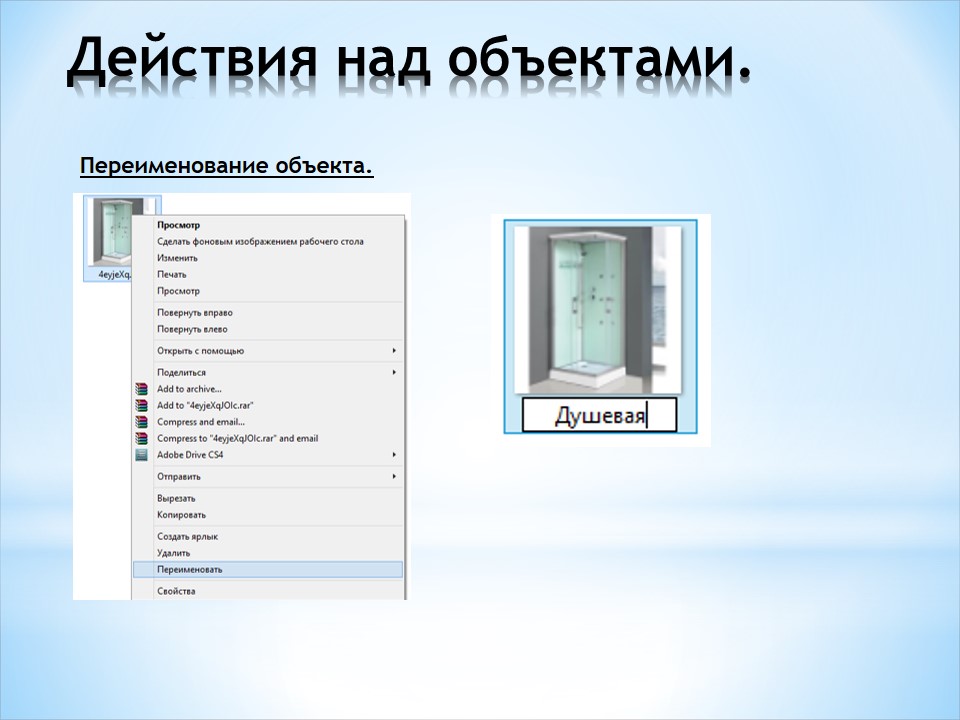 Действия над объектами.
Переименование объекта.
4eyjeXq
Просмотр
Сделать фоновым изображением рабочего стола
Изменить
Печать
Просмотр
Повернуть вправо
Повернуть влево
Открыть с помощью
Поделиться
Add to archive...
Add to "4eyjeXqJOIc.rar"
Compress and email...
Compress to "4eyjeXqJOIc.rar" and email
Adobe Drive CS4
Отправить
Вырезать
Копировать
Создать ярлык
Удалить
Переименовать
Свойства
Душевая